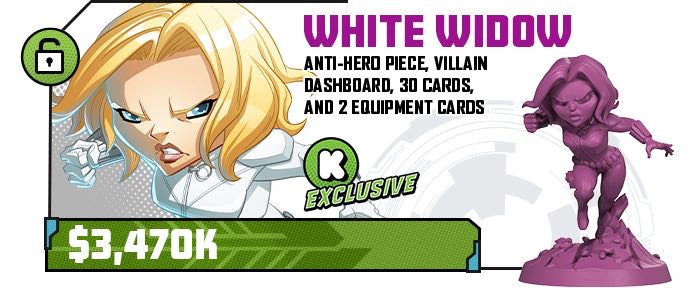 WHITE WIDOW
ANTI-HERO PIECE, VILLAIN
DASHBOARD, 30 CARDS,
AND 2 EQUIPMENT CARDS
K
EXCLUSIVE
$3,470K